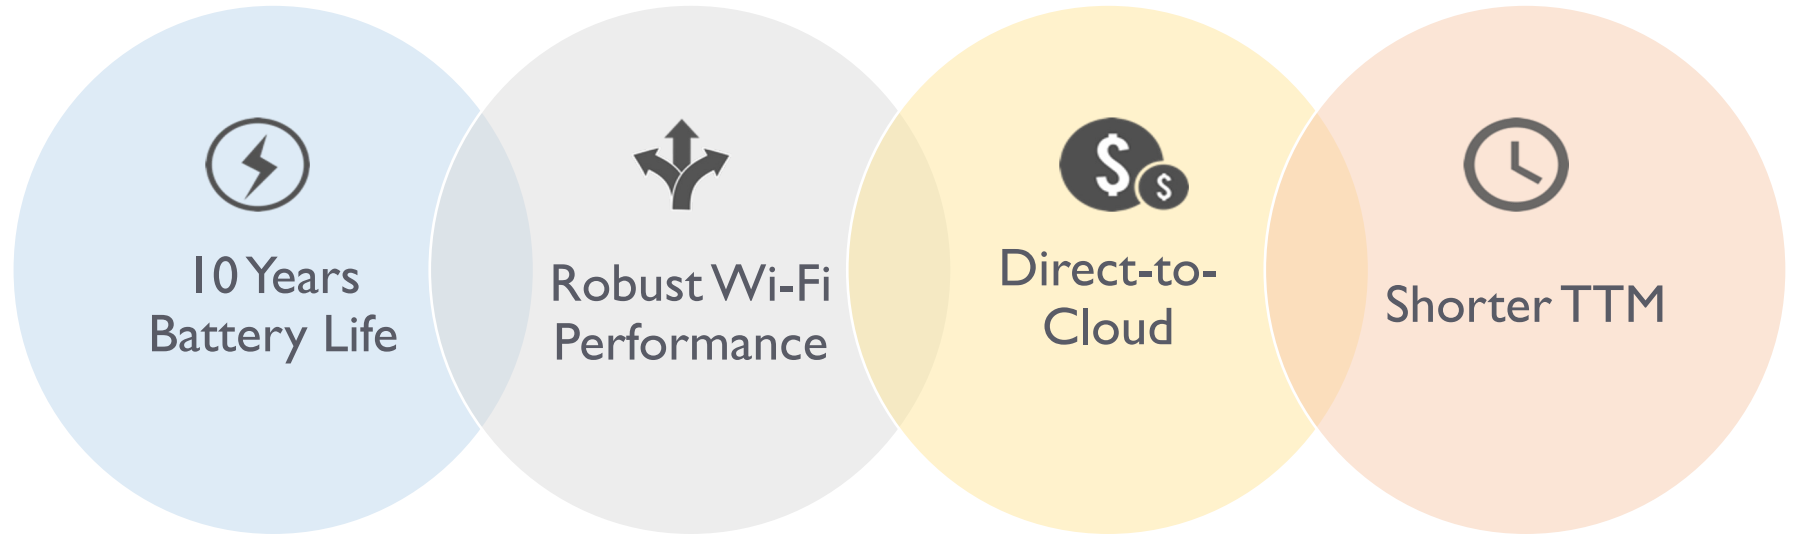 10 Years
Battery Life
Robust Wi-Fi
Performance
$
$
Direct-to-
Cloud
Shorter TTM